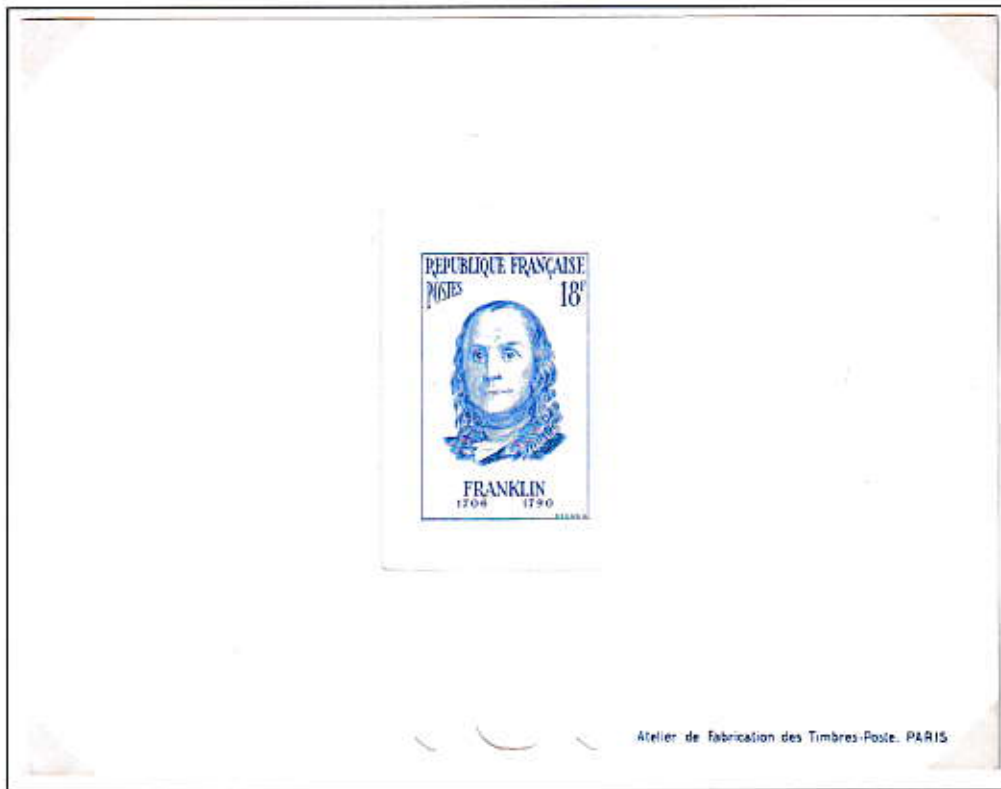 REPUBLIQUE FRANÇAISE
POSTES 18F
FRANKLIN
1706 1790
Atelier de Fabrication des Timbres-Poste. PARIS